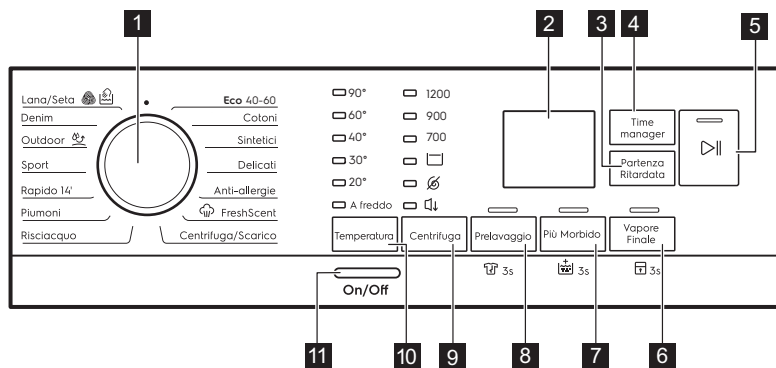 1
2
3
4
5
Lana/Seta
Denim
Outdoor
Sport
Rapido 14'
Piumoni
Risciacquo
Eco 40-60
Cotoni
Sintetici
Delicati
Anti-allergie
FreshScent
Centrifuga/Scarico
90°
60°
40°
30°
20°
A freddo
1200
900
700
Time
manager
Partenza
Ritardata
Temperatura
Centrifuga
Prelavaggio
Più Morbido
Vapore
Finale
3s
3s
3s
On/Off
11
10
9
8
7
6